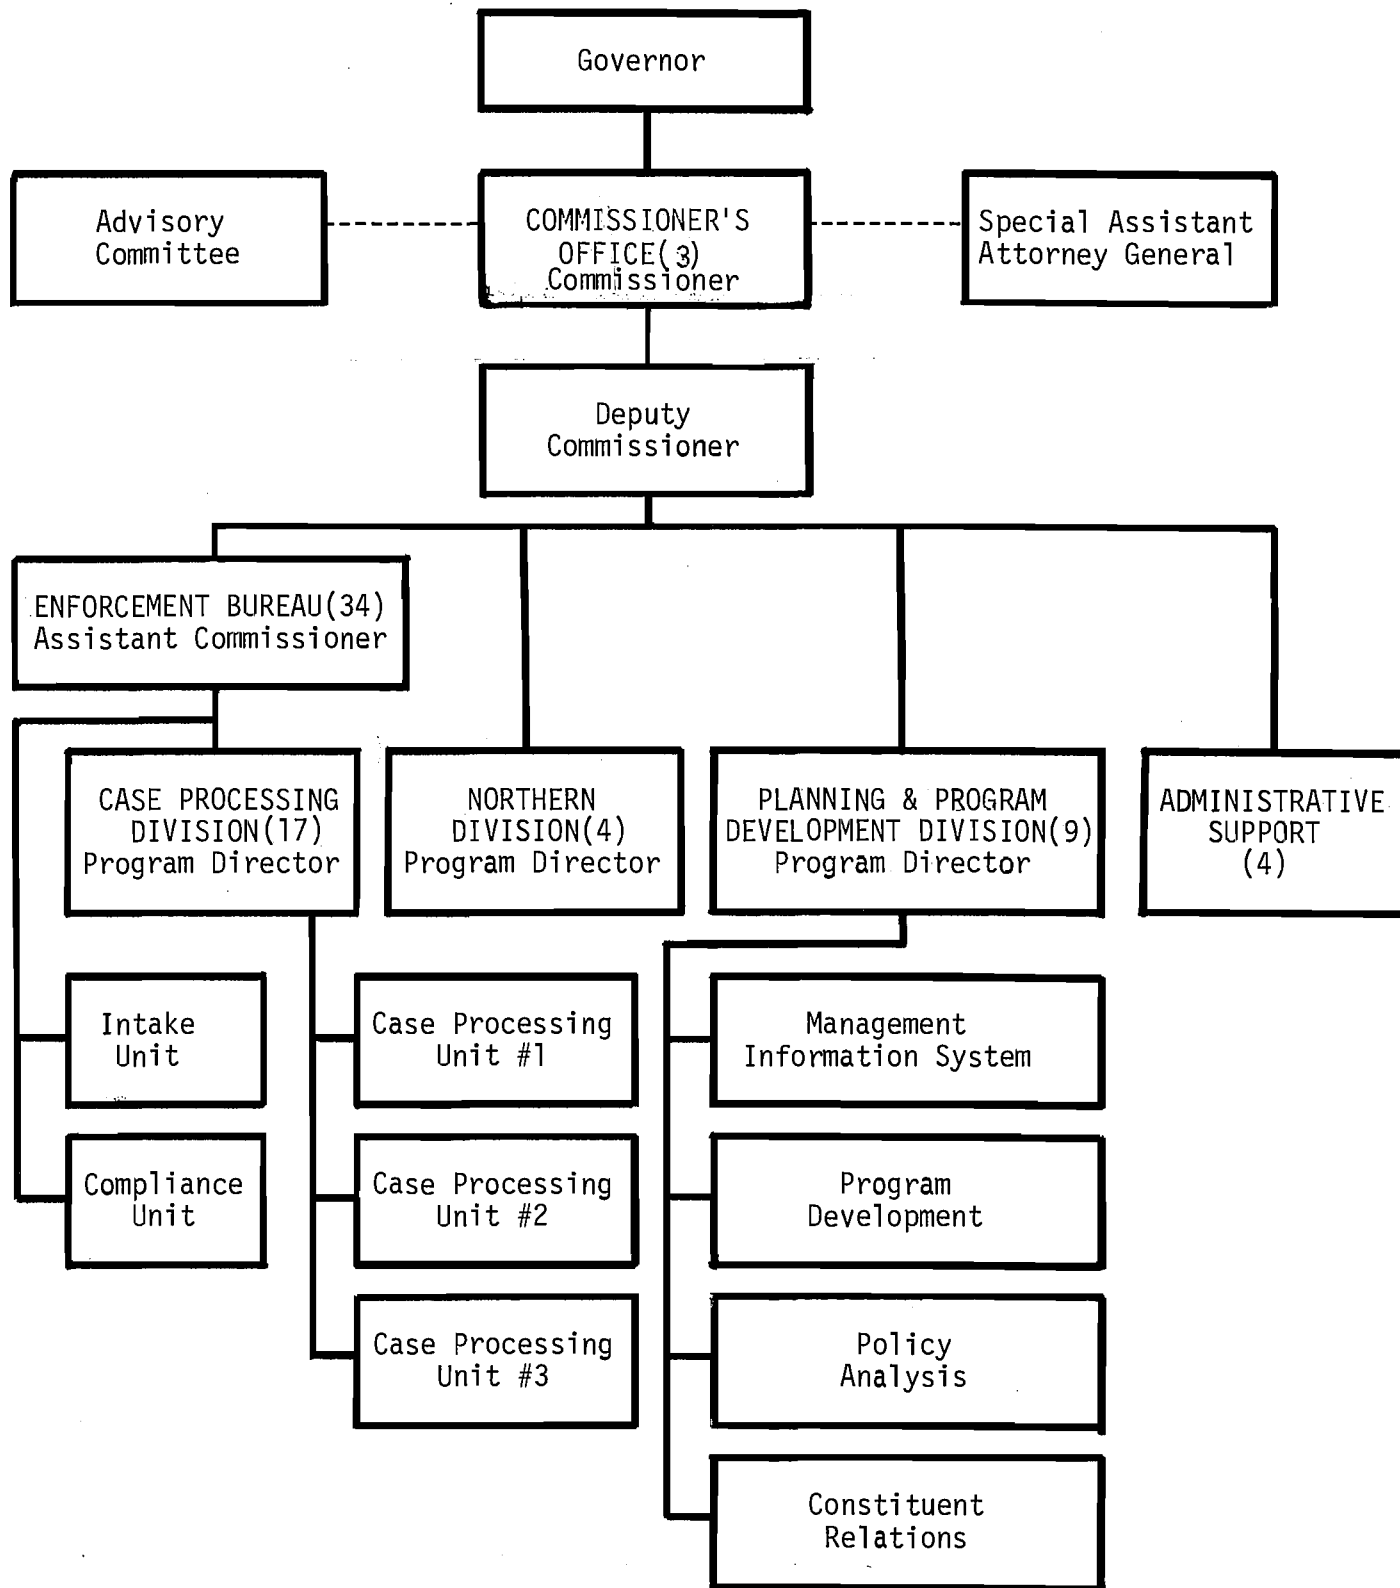 Governor
Advisory
Committee
COMMISSIONER'S
OFFICE(3)
Commissioner
Special Assistant
Attorney General
Deputy
Commissioner
ENFORCEMENT BUREAU(34)
Assistant Commissioner
CASE PROCESSING
DIVISION(17)
Program Director
NORTHERN
DIVISION(4)
Program Director
PLANNING & PROGRAM
DEVELOPMENT DIVISION(9)
Program Director
ADMINISTRATIVE
SUPPORT
(4)
Intake
Unit
Case Processing
Unit #1
Management
Information System
Compliance
Unit
Case Processing
Unit #2
Program
Development
Case Processing
Unit #3
Policy
Analysis
Constituent
Relations